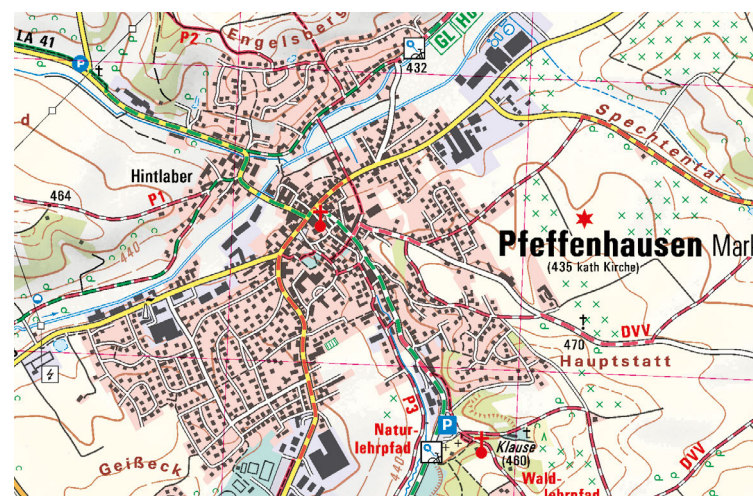 LA 41
P2
Engelsberg
GL
432
P
d
Hintlaber
464
P1
440
Spechtental
Pfeffenhausen Mar
(435 kath Kirche)
DVV
470
Hauptstatt
P3
P
Natur-
lehrpfad
440
Klause
(460)
DVV
Geißeck
Wald-
lehrpfad